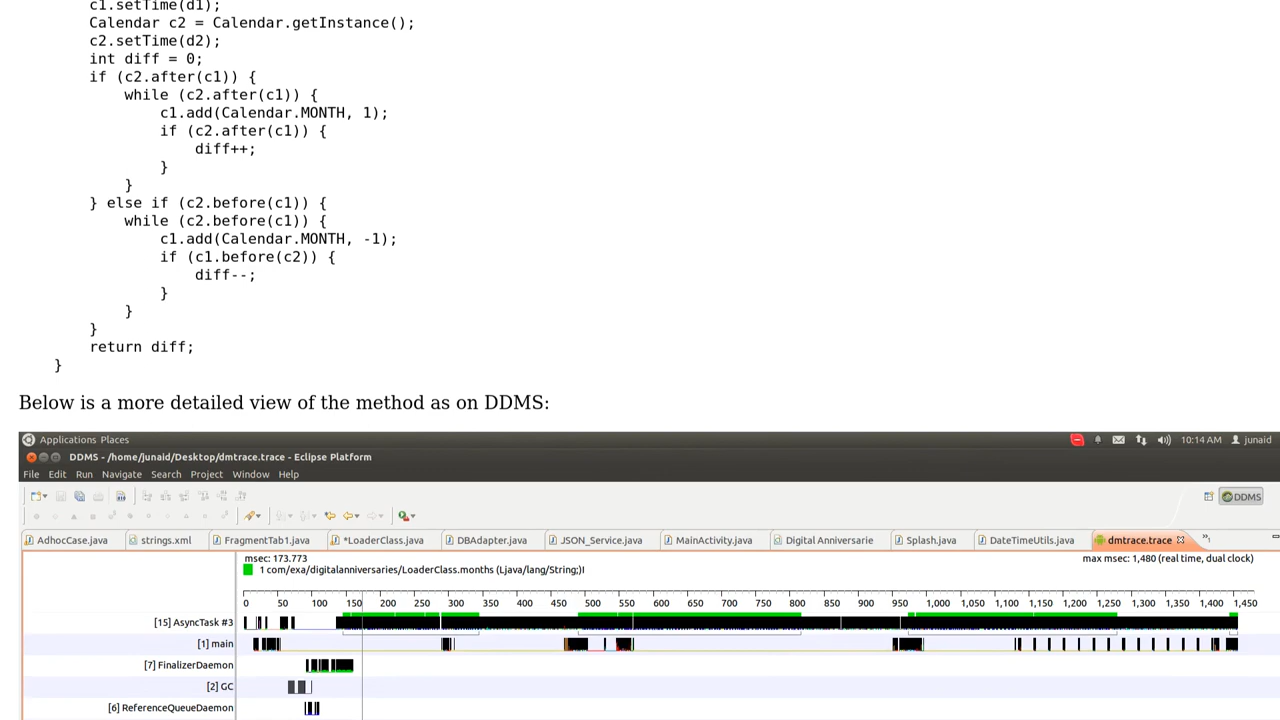 c1.setTime(d1);
Calendar c2 = Calendar.getInstance();
c2.setTime(d2);
int diff = 0;
if (c2.after(c1)) {
while (c2.after(c1)) {
c1.add(Calendar.MONTH, 1);
if (c2.after(c1)) {
diff++;
}
}
} else if (c2.before(c1)) {
while (c2.before(c1)) {
c1.add(Calendar.MONTH, -1);
if (c1.before(c2)) {
diff--;
}
}
}
return diff;
}
Below is a more detailed view of the method as on DDMS:
Applications Places 10:14 AM junaid
DDMS - /home/junaid/Desktop/dmtrace.trace - Eclipse Platform
File Edit Run Navigate Search Project Window Help
DDMS
AdhocCase.java strings.xml FragmentTab1.java *LoaderClass.java DBAdapter.java JSON_Service.java MainActivity.java Digital Anniversarie Splash.java DateTimeUtils.java dmtrace.trace »1
msec: 173.773 max msec: 1,480 (real time, dual clock)
1 com/exa/digitalanniversaries/LoaderClass.months (Ljava/lang/String;)I
0 50 100 150 200 250 300 350 400 450 500 550 600 650 700 750 800 850 900 950 1,000 1,050 1,100 1,150 1,200 1,250 1,300 1,350 1,400 1,450
[15] AsyncTask #3
[1] main
[7] FinalizerDaemon
[2] GC
[6] ReferenceQueueDaemon